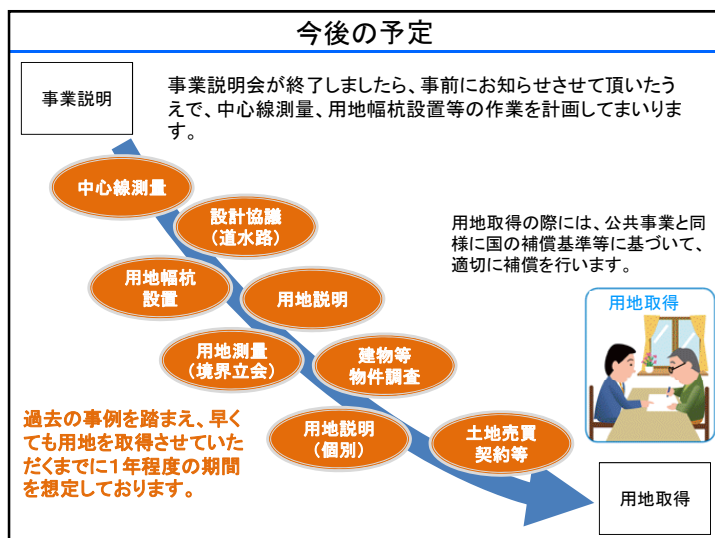 今後の予定
事業説明
事業説明会が終了しましたら、事前にお知らせさせて頂いたう
えで、中心線測量、用地幅杭設置等の作業を計画してまいりま
す。
中心線測量
設計協議
(道水路)
用地取得の際には、公共事業と同
様に国の補償基準等に基づいて、
適切に補償を行います。
用地幅杭
設置
用地説明
用地取得
用地測量
(境界立会)
建物等
物件調査
過去の事例を踏まえ、早く
ても用地を取得させていた
だくまでに1年程度の期間
を想定しております。
用地説明
(個別)
土地売買
契約等
用地取得